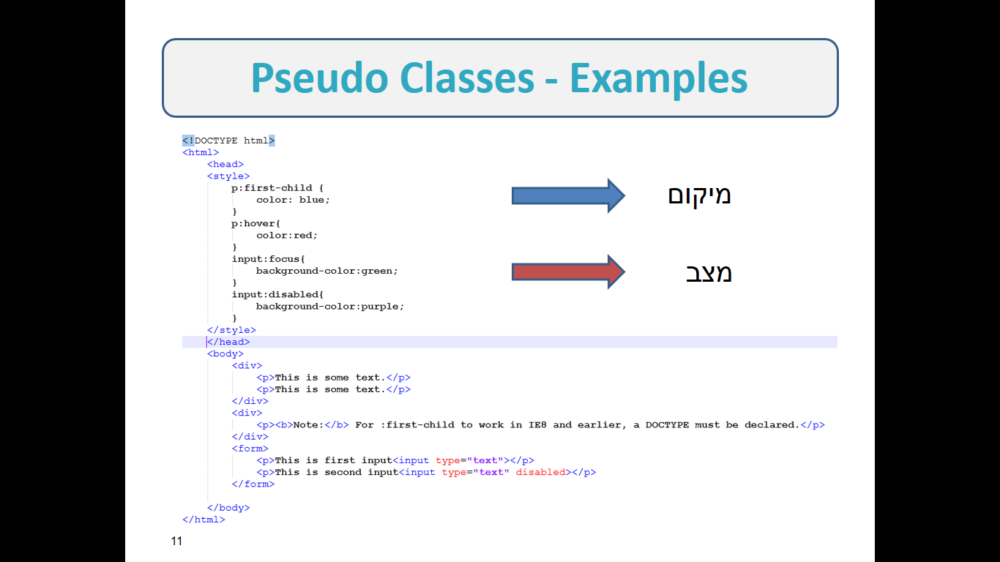 Pseudo Classes - Examples
<!DOCTYPE html>
<html>
<head>
<style>
p:first-child {
color: blue;
}
p:hover{
color:red;
}
input:focus{
background-color:green;
}
input:disabled{
background-color:purple;
}
</style>
</head>
<body>
<div>
<p>This is some text.</p>
<p>This is some text.</p>
</div>
<div>
<p><b>Note:</b> For :first-child to work in IE8 and earlier, a DOCTYPE must be declared.</p>
</div>
<form>
<p>This is first input<input type="text"></p>
<p>This is second input<input type="text" disabled></p>
</form>
</body>
</html>
מיקום
מצב
11